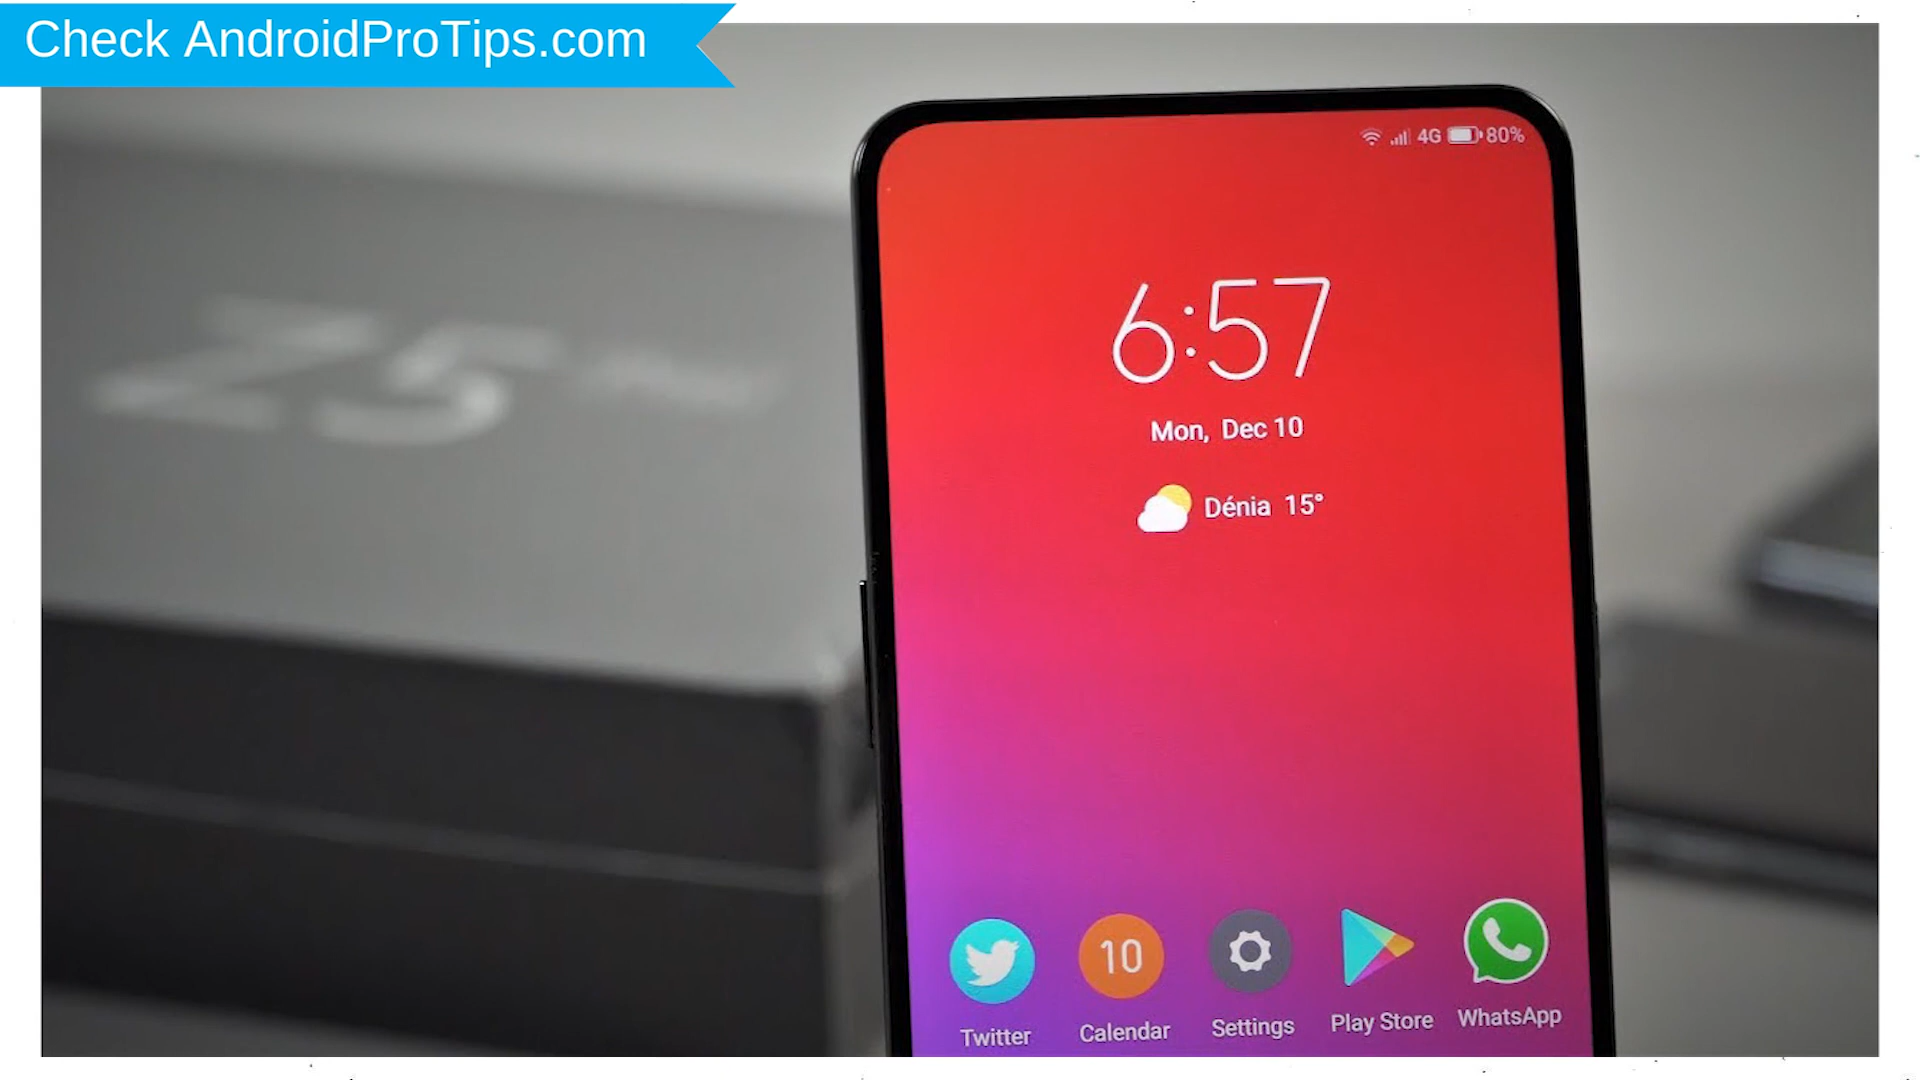 Check AndroidProTips.com
4G 80%
6:57
Mon, Dec 10
Dénia 15°
Z5
10
Twitter Calendar Settings Play Store WhatsApp